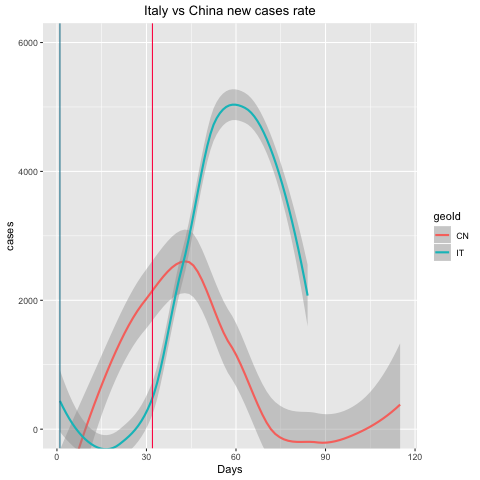 Italy vs China new cases rate
6000
4000
2000
0
cases
0 30 60 90 120
Days
geoId
CN
IT